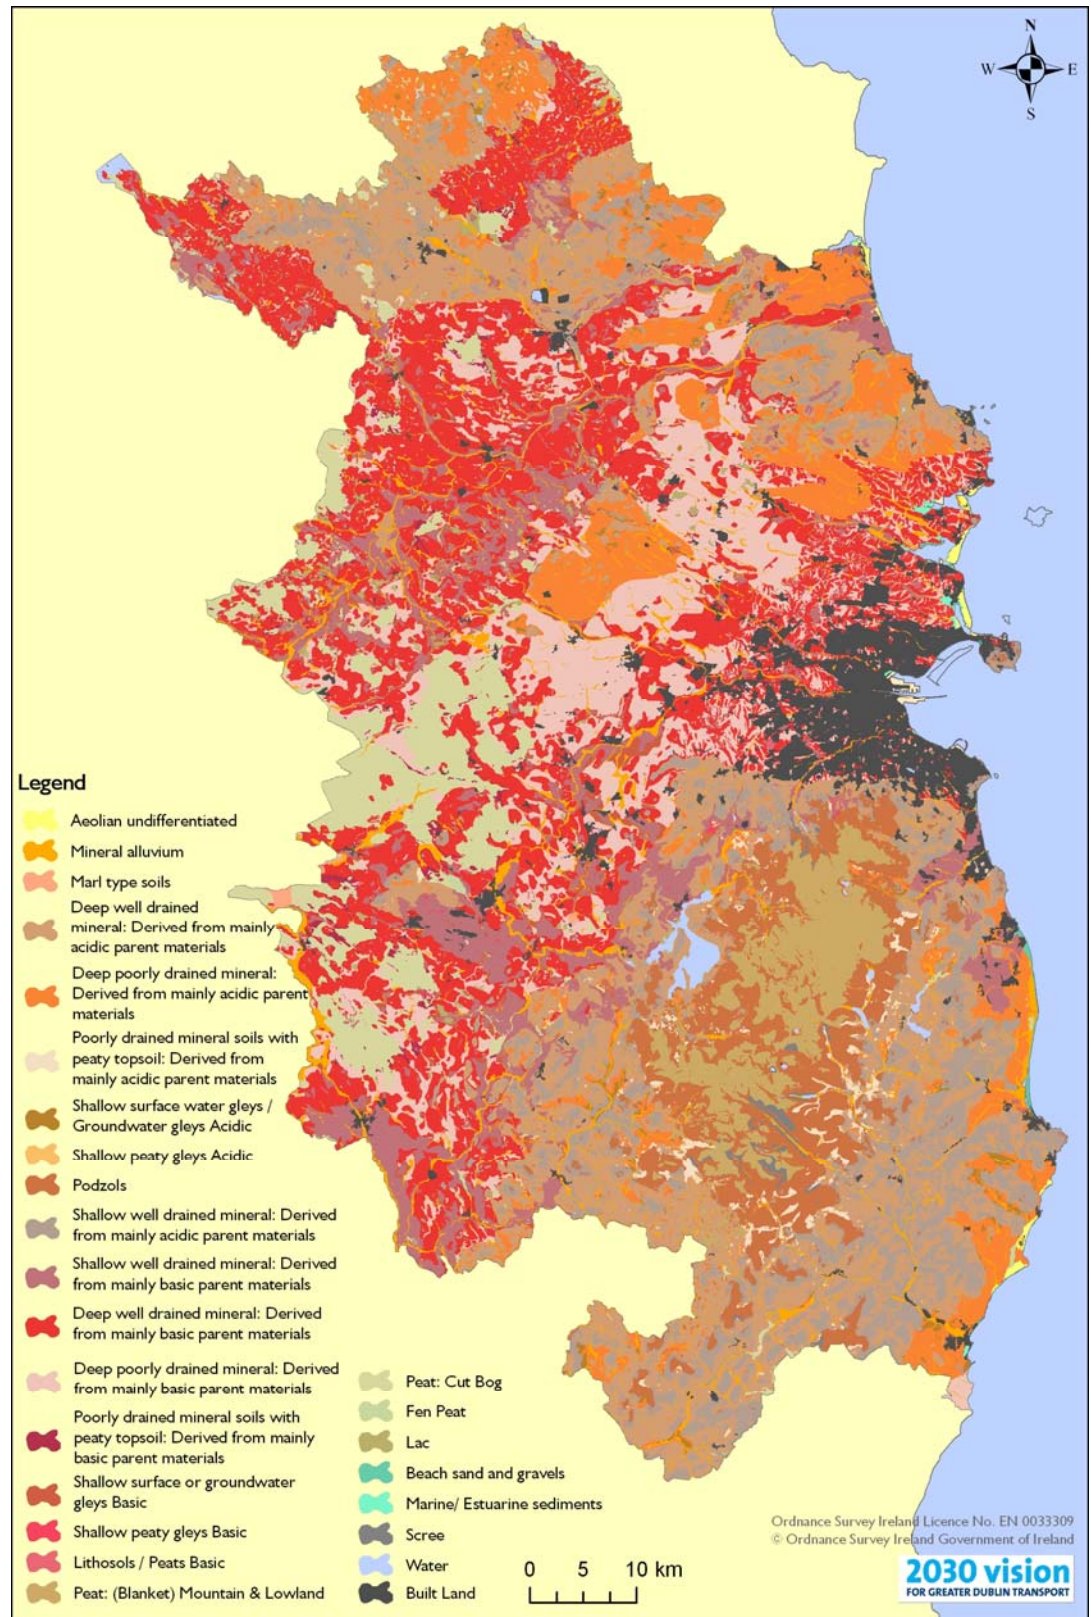 N
W E
S
Legend
Aeolian undifferentiated
Mineral alluvium
Marl type soils
Deep well drained
mineral: Derived from mainly
acidic parent materials
Deep poorly drained mineral:
Derived from mainly acidic parent
materials
Poorly drained mineral soils with
peaty topsoil: Derived from
mainly acidic parent materials
Shallow surface water gleys /
Groundwater gleys Acidic
Shallow peaty gleys Acidic
Podzols
Shallow well drained mineral: Derived
from mainly acidic parent materials
Shallow well drained mineral: Derived
from mainly basic parent materials
Deep well drained mineral: Derived
from mainly basic parent materials
Deep poorly drained mineral: Derived
from mainly basic parent materials
Poorly drained mineral soils with
peaty topsoil: Derived from mainly
basic parent materials
Shallow surface or groundwater
gleys Basic
Shallow peaty gleys Basic
Lithosols / Peats Basic
Peat: (Blanket) Mountain & Lowland
Peat: Cut Bog
Fen Peat
Lac
Beach sand and gravels
Marine/ Estuarine sediments
Scree
Water
Built Land
0 5 10 km
Ordnance Survey Ireland Licence No. EN 0033309
© Ordnance Survey Ireland Government of Ireland
2030 vision
FOR GREATER DUBLIN TRANSPORT